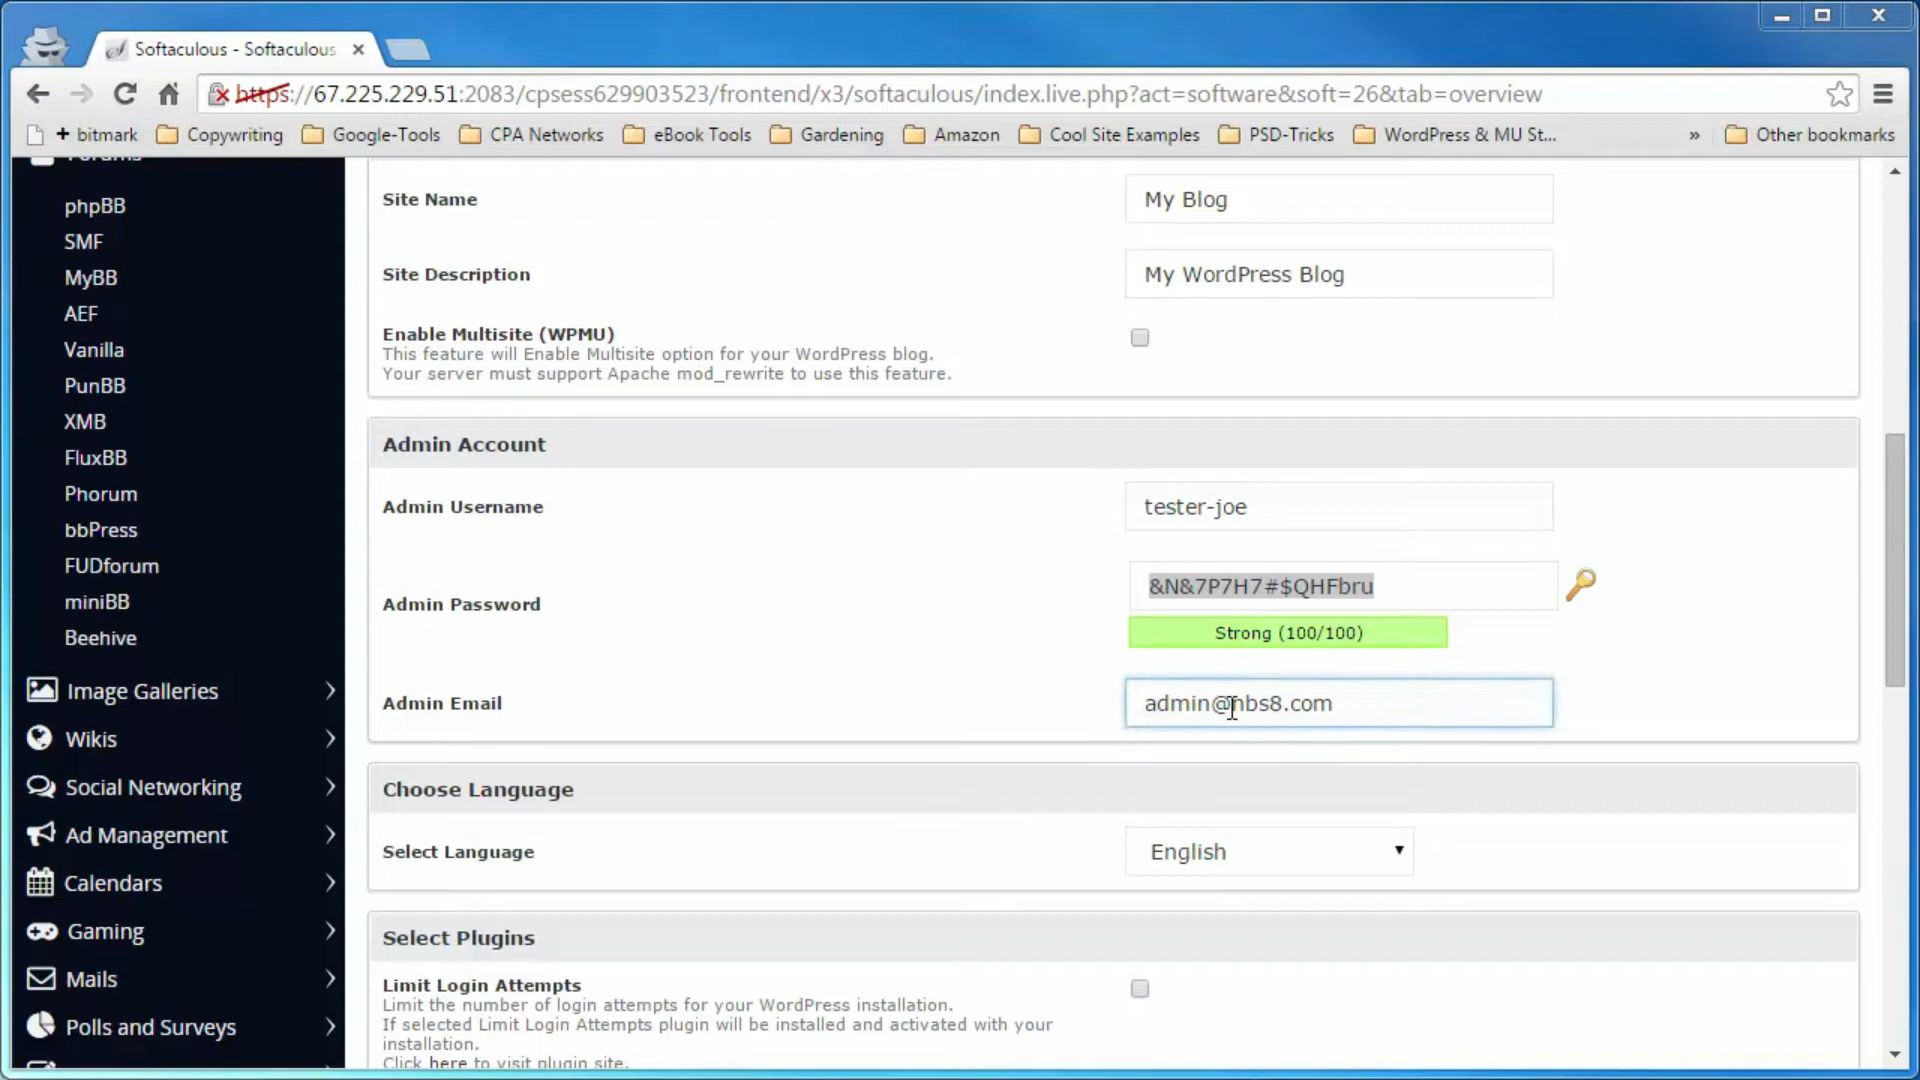 Softaculous - Softaculous
https://67.225.229.51:2083/cpsess629903523/frontend/x3/softaculous/index.live.php?act=software&soft=26&tab=overview
+ bitmark Copywriting Google-Tools CPA Networks eBook Tools Gardening Amazon Cool Site Examples PSD-Tricks WordPress & MU St... » Other bookmarks
Forums
phpBB
SMF
MyBB
AEF
Vanilla
PunBB
XMB
FluxBB
Phorum
bbPress
FUDforum
miniBB
Beehive
Image Galleries
Wikis
Social Networking
Ad Management
Calendars
Gaming
Mails
Polls and Surveys
Site Name My Blog
Site Description My WordPress Blog
Enable Multisite (WPMU)
This feature will Enable Multisite option for your WordPress blog.
Your server must support Apache mod_rewrite to use this feature.
Admin Account
Admin Username tester-joe
Admin Password &N&7P7H7#$QHFbru
Strong (100/100)
Admin Email admin@nbs8.com
Choose Language
Select Language English
Select Plugins
Limit Login Attempts
Limit the number of login attempts for your WordPress installation.
If selected Limit Login Attempts plugin will be installed and activated with your
installation.
Click here to visit plugin site.